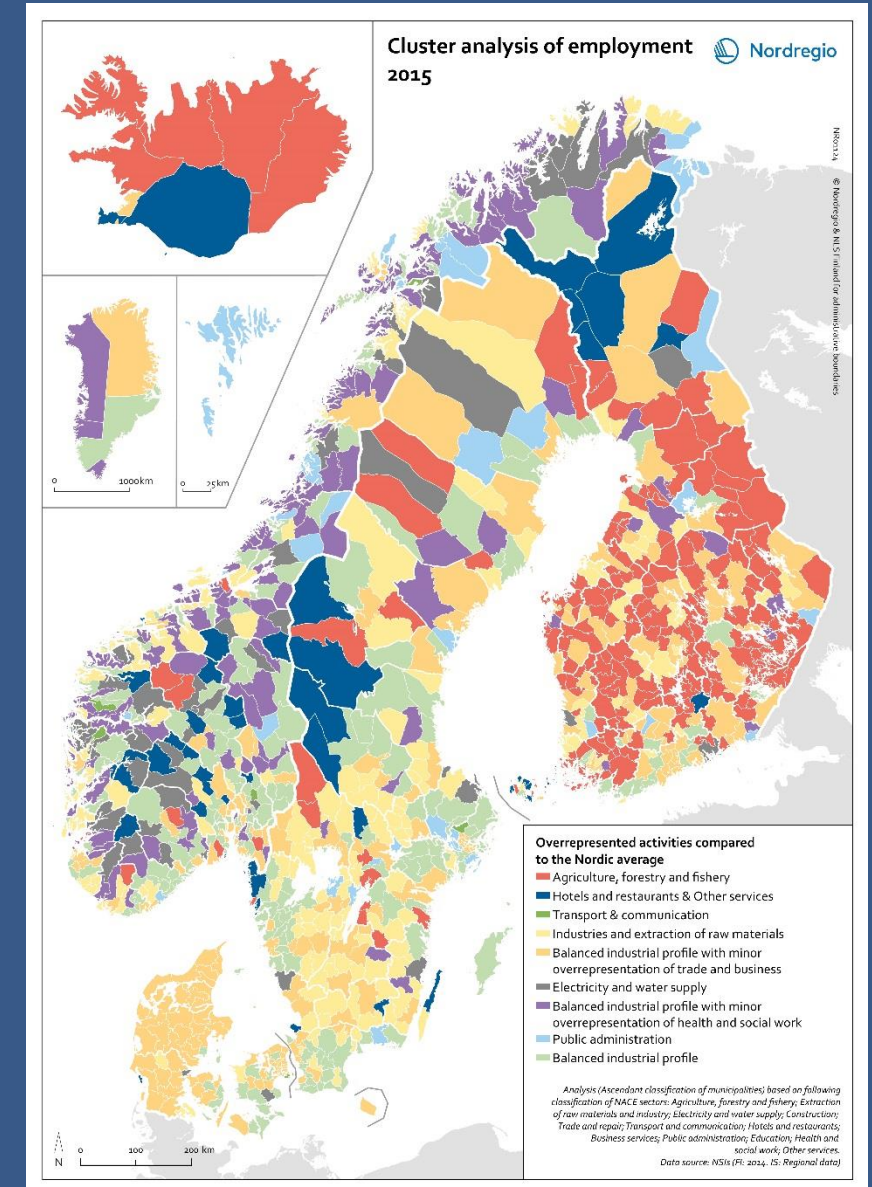 Cluster analysis of employment
2015
Nordregio
NR01124 © Nordregio & NLS Finland for administrative boundaries
0 1000km
0 25km
Overrepresented activities compared
to the Nordic average
Agriculture, forestry and fishery
Hotels and restaurants & Other services
Transport & communication
Industries and extraction of raw materials
Balanced industrial profile with minor
overrepresentation of trade and business
Electricity and water supply
Balanced industrial profile with minor
overrepresentation of health and social work
Public administration
Balanced industrial profile
Analysis (Ascendant classification of municipalities) based on following
classification of NACE sectors: Agriculture, forestry and fishery; Extraction
of raw materials and industry; Electricity and water supply; Construction;
Trade and repair; Transport and communication; Hotels and restaurants;
Business services; Public administration; Education; Health and
social work; Other services.
Data source: NSIs (FI: 2014. IS: Regional data)
N
0 100 200 km